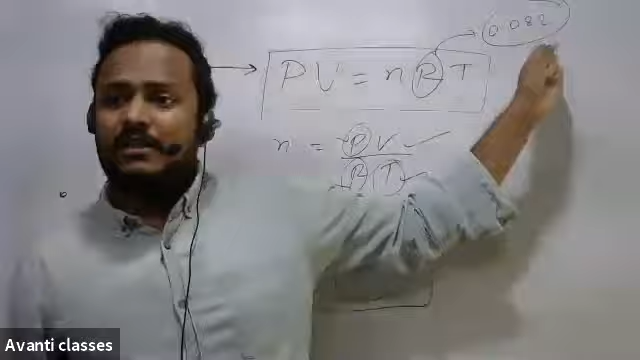 0.082
PV = nRT
n = PV
RT
Avanti classes